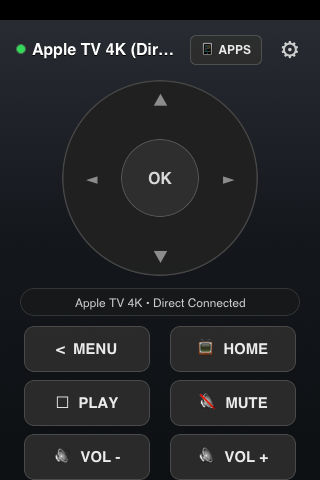 Apple TV 4K (Dir...
APPS
OK
Apple TV 4K • Direct Connected
< MENU
HOME
PLAY
MUTE
VOL -
VOL +